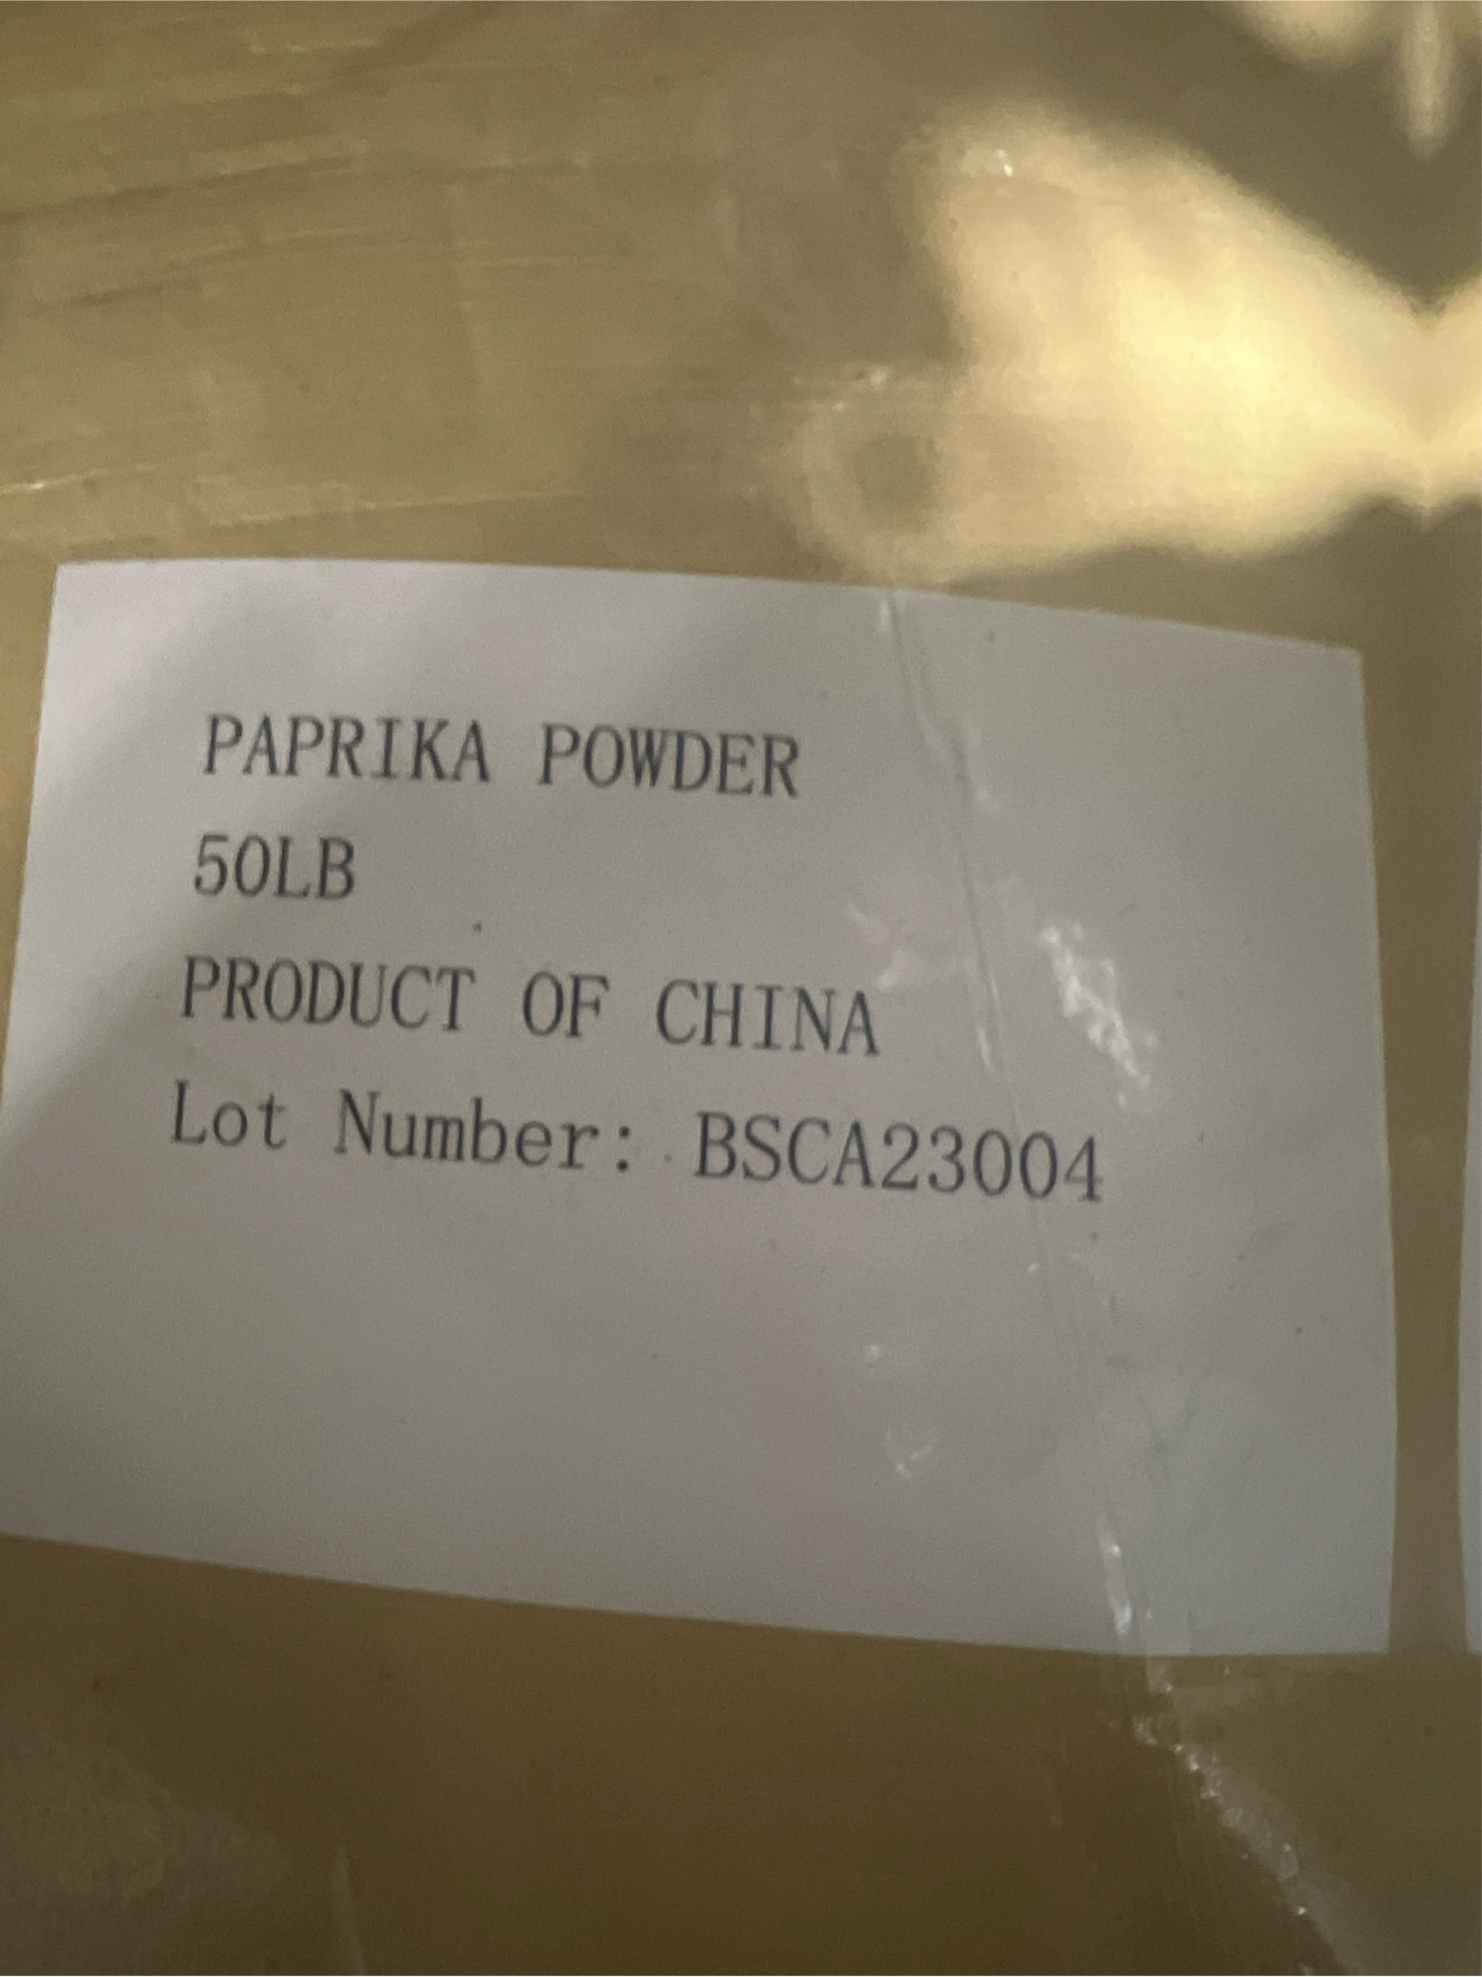 PAPRIKA POWDER
50LB
PRODUCT OF CHINA
Lot Number: BSCA23004